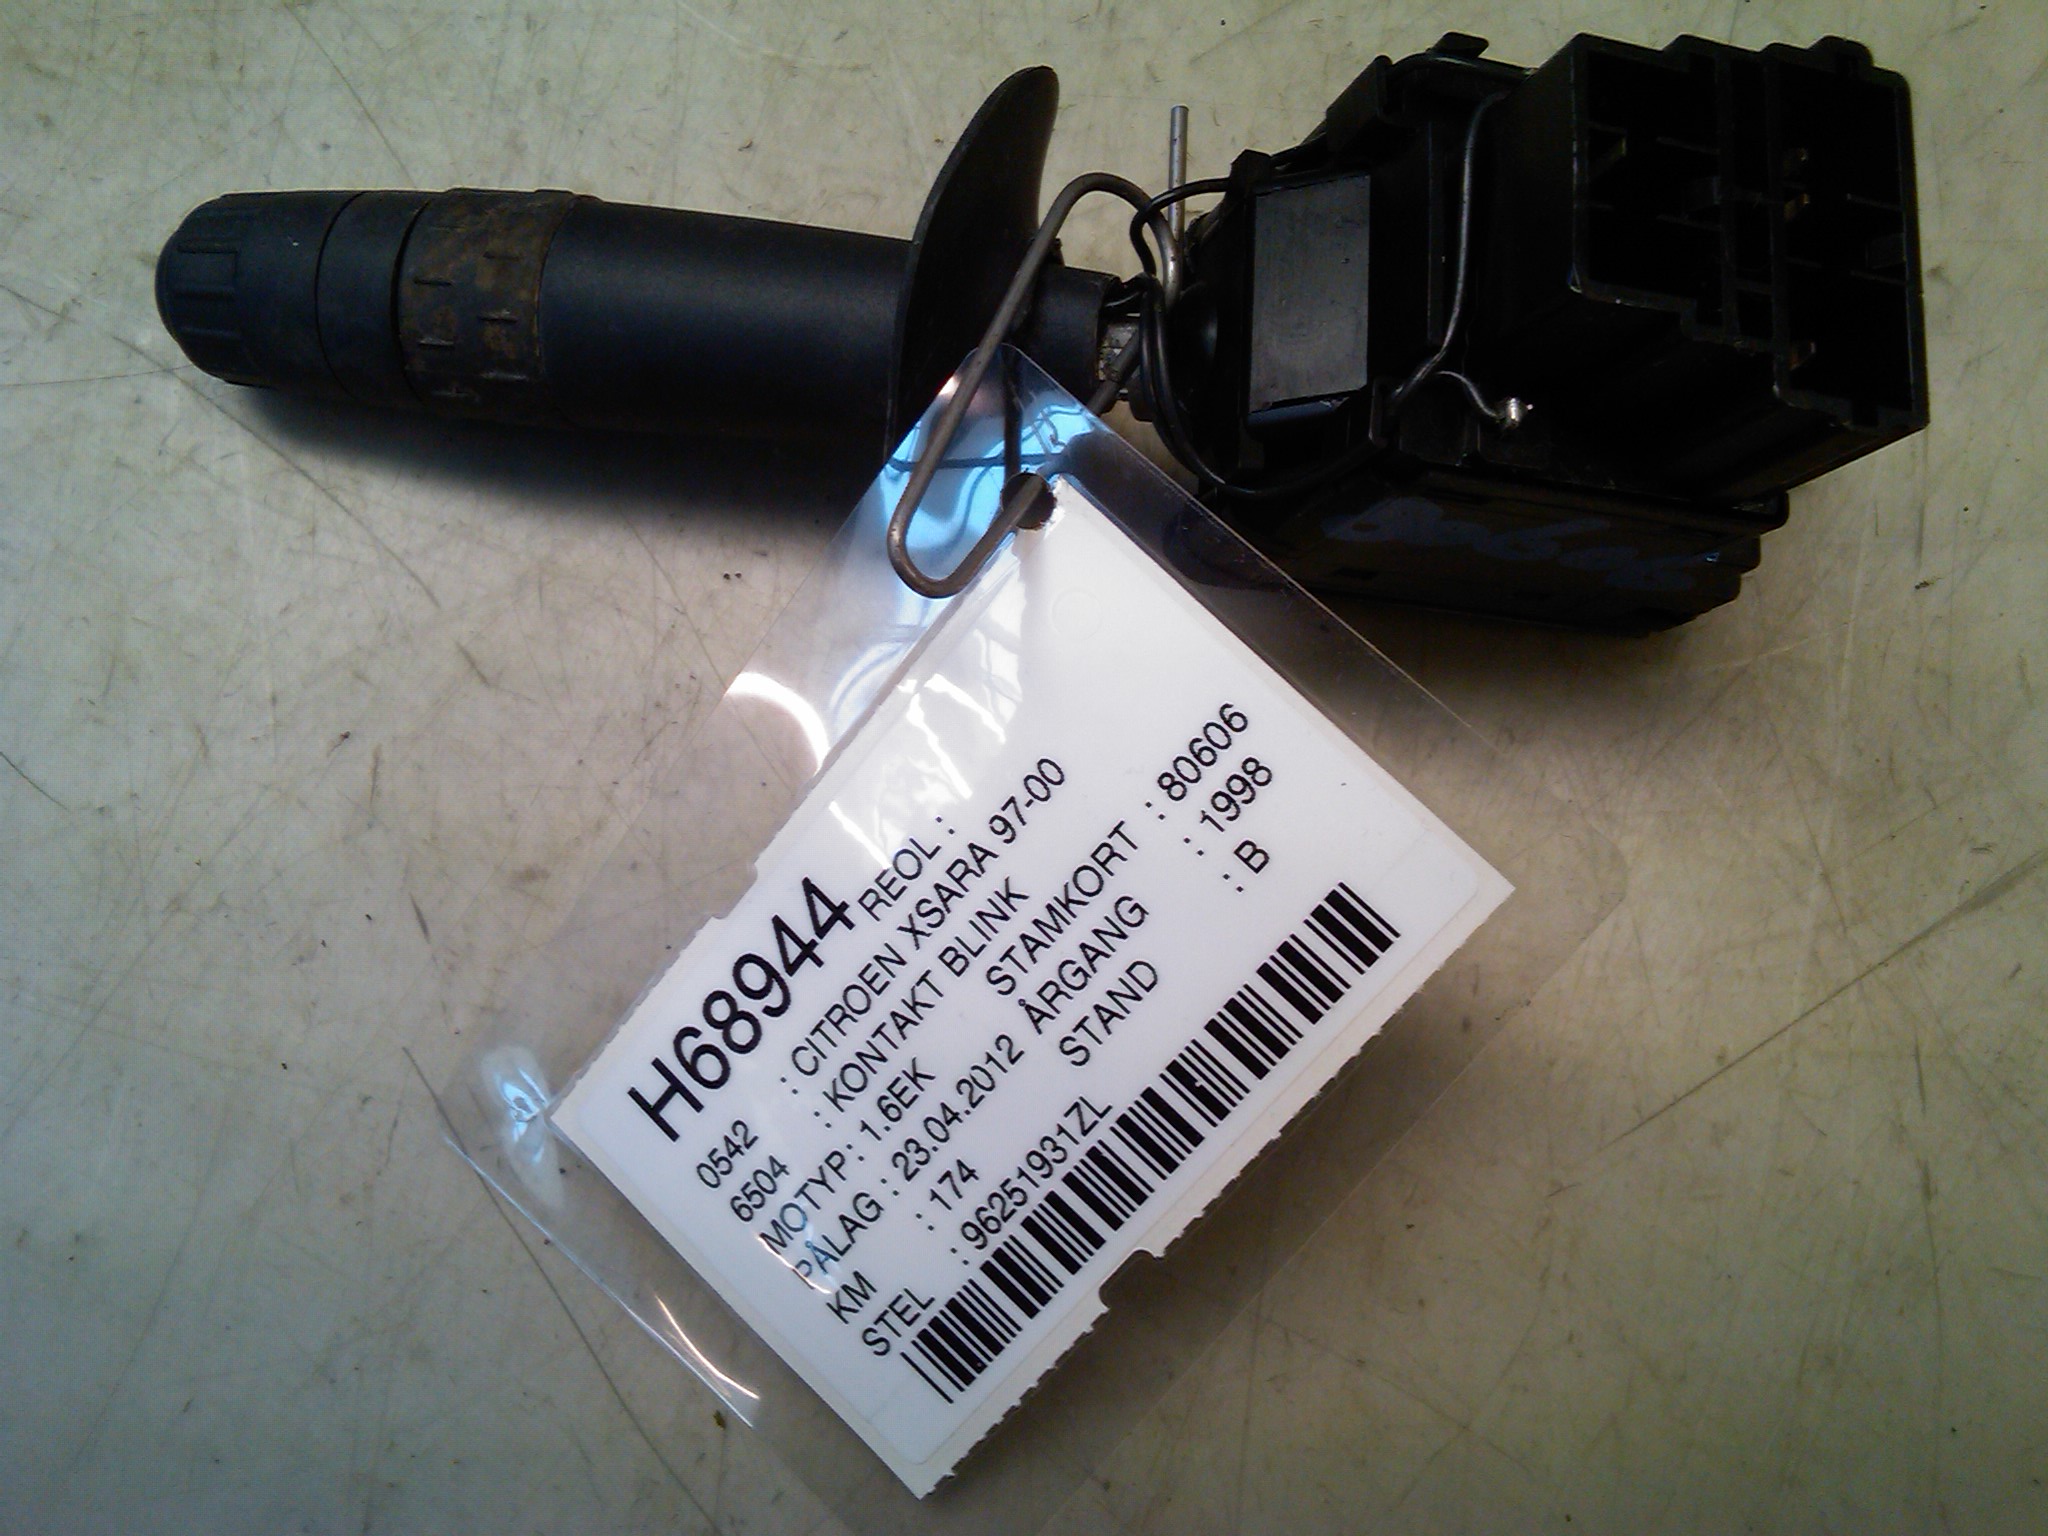 H68944 REOL :
0542 : CITROEN XSARA 97-00
6504 : KONTAKT BLINK
MOTYP : 1.6EK STAMKORT : 80606
PÅLAG : 23.04.2012 ÅRGANG : 1998
KM : 174 STAND : B
STEL : 96251931ZL